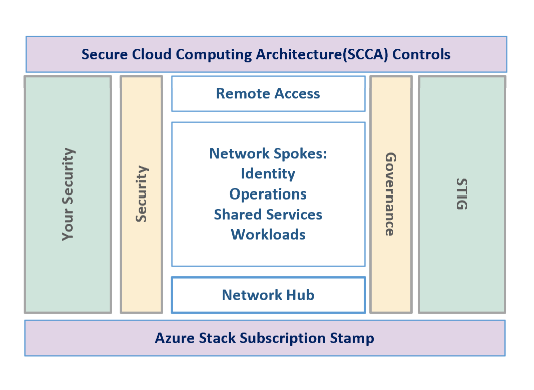 Secure Cloud Computing Architecture(SCCA) Controls
Your Security
Security
Remote Access
Network Spokes:
Identity
Operations
Shared Services
Workloads
Network Hub
Governance
STIG
Azure Stack Subscription Stamp